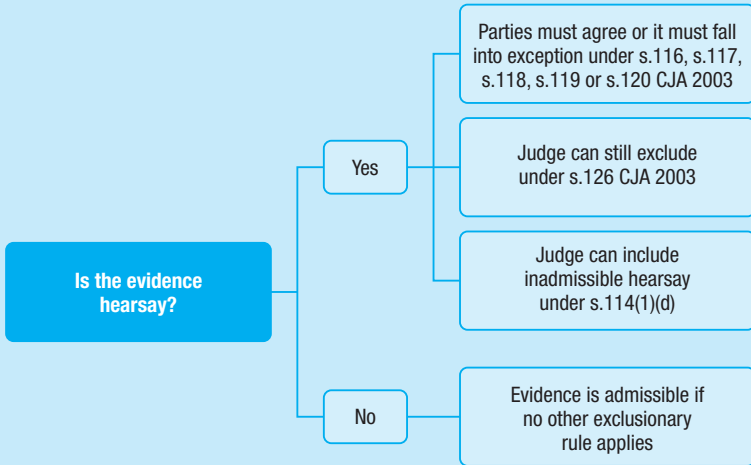 Is the evidence
hearsay?
Yes
Parties must agree or it must fall
into exception under s.116, s.117,
s.118, s.119 or s.120 CJA 2003
Judge can still exclude
under s.126 CJA 2003
Judge can include
inadmissible hearsay
under s.114(1)(d)
No
Evidence is admissible if
no other exclusionary
rule applies